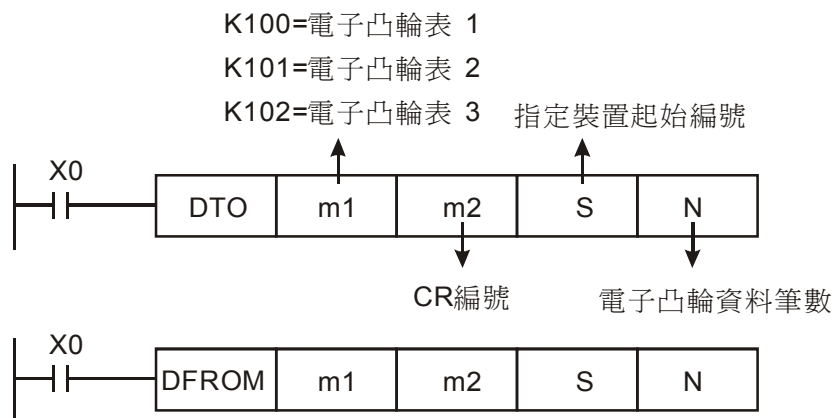 K100=電子凸輪表 1
K101=電子凸輪表 2
K102=電子凸輪表 3
指定裝置起始編號
X0
DTO m1 m2 S N
CR編號
電子凸輪資料筆數
X0
DFROM m1 m2 S N